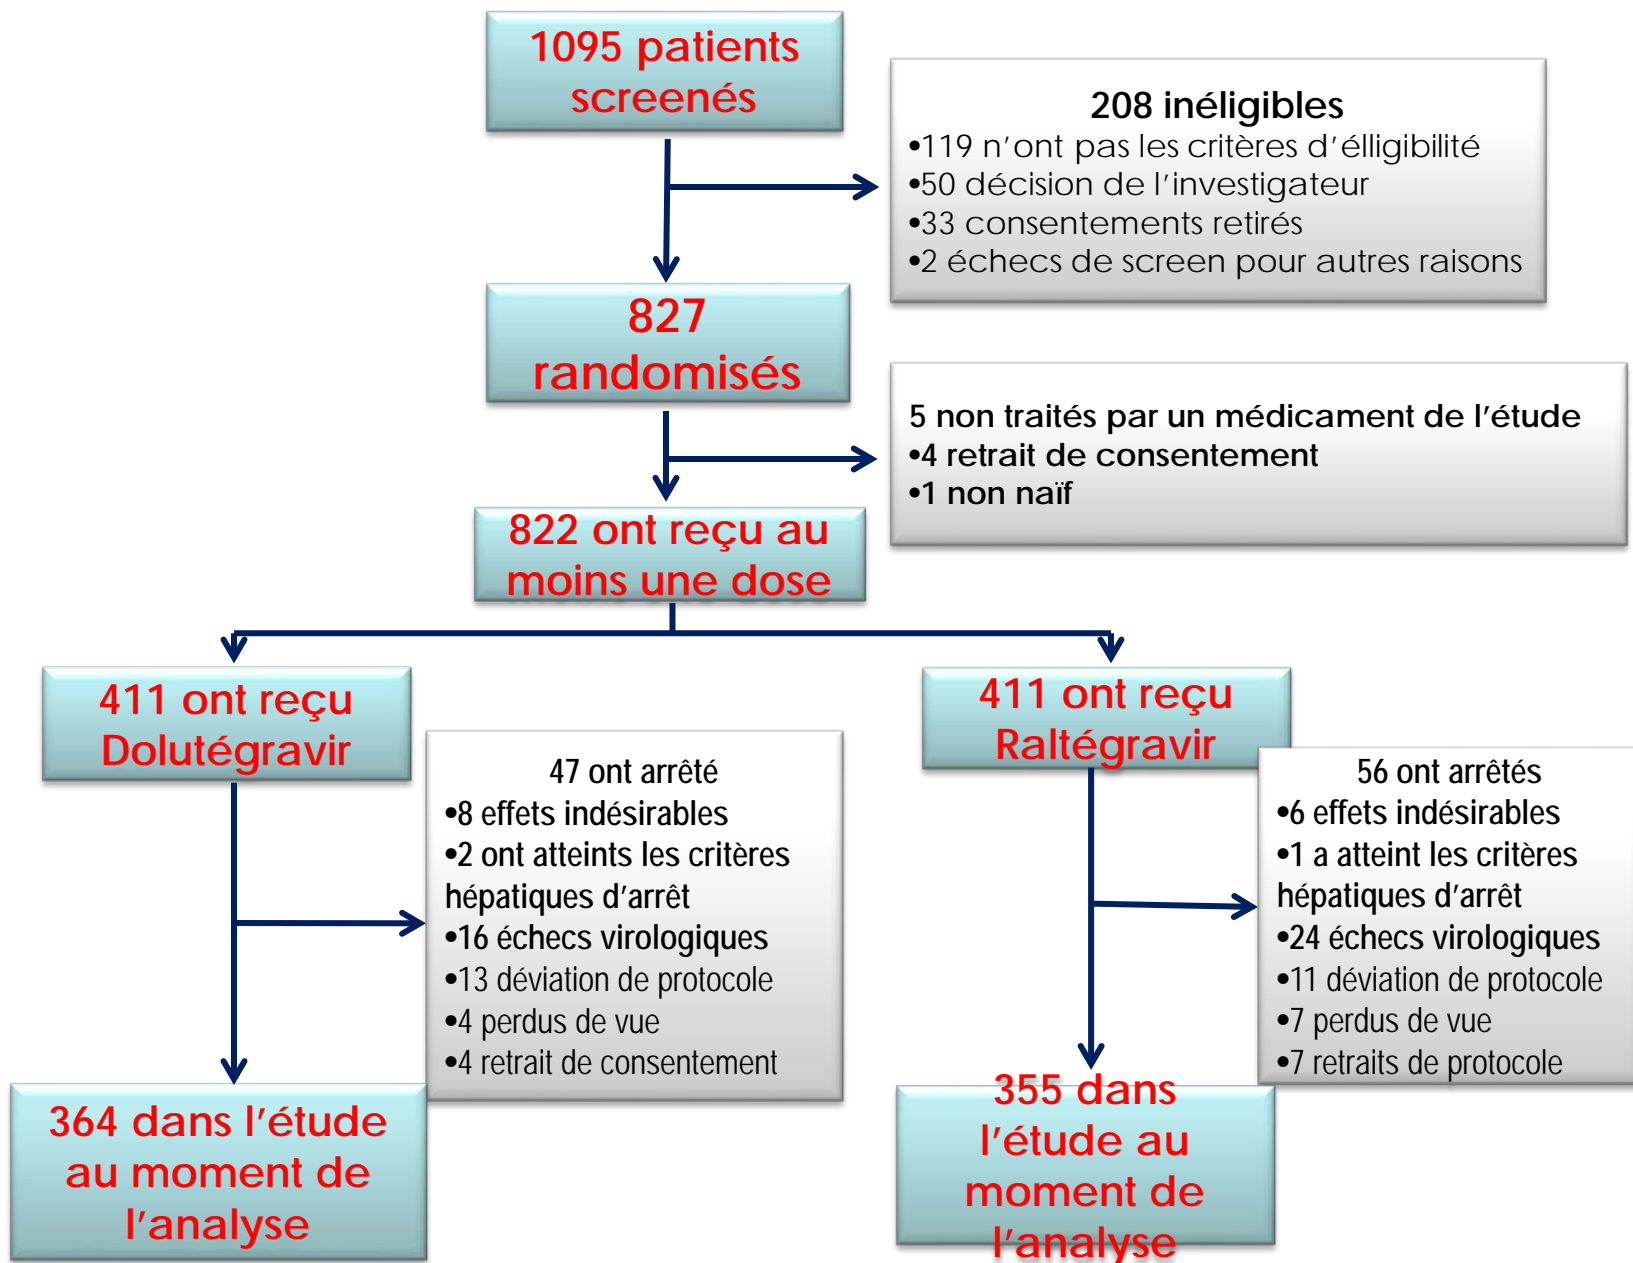 1095 patients
screenés
208 inéligibles
•119 n'ont pas les critères d'élligibilité
•50 décision de l'investigateur
•33 consentements retirés
•2 échecs de screen pour autres raisons
827
randomisés
5 non traités par un médicament de l'étude
•4 retrait de consentement
•1 non naïf
822 ont reçu au
moins une dose
411 ont reçu
Dolutégravir
47 ont arrêté
•8 effets indésirables
•2 ont atteints les critères
hépatiques d'arrêt
•16 échecs virologiques
•13 déviation de protocole
•4 perdus de vue
•4 retrait de consentement
364 dans l'étude
au moment de
l'analyse
411 ont reçu
Raltégravir
56 ont arrêtés
•6 effets indésirables
•1 a atteint les critères
hépatiques d'arrêt
•24 échecs virologiques
•11 déviation de protocole
•7 perdus de vue
•7 retraits de protocole
355 dans
l'étude au
moment de
l'analyse